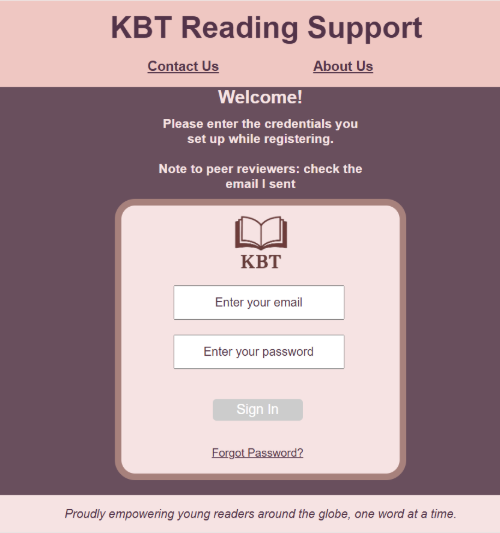 KBT Reading Support
Contact Us About Us
Welcome!
Please enter the credentials you
set up while registering.
Note to peer reviewers: check the
email I sent
KBT
Enter your email
Enter your password
Sign In
Forgot Password?
Proudly empowering young readers around the globe, one word at a time.